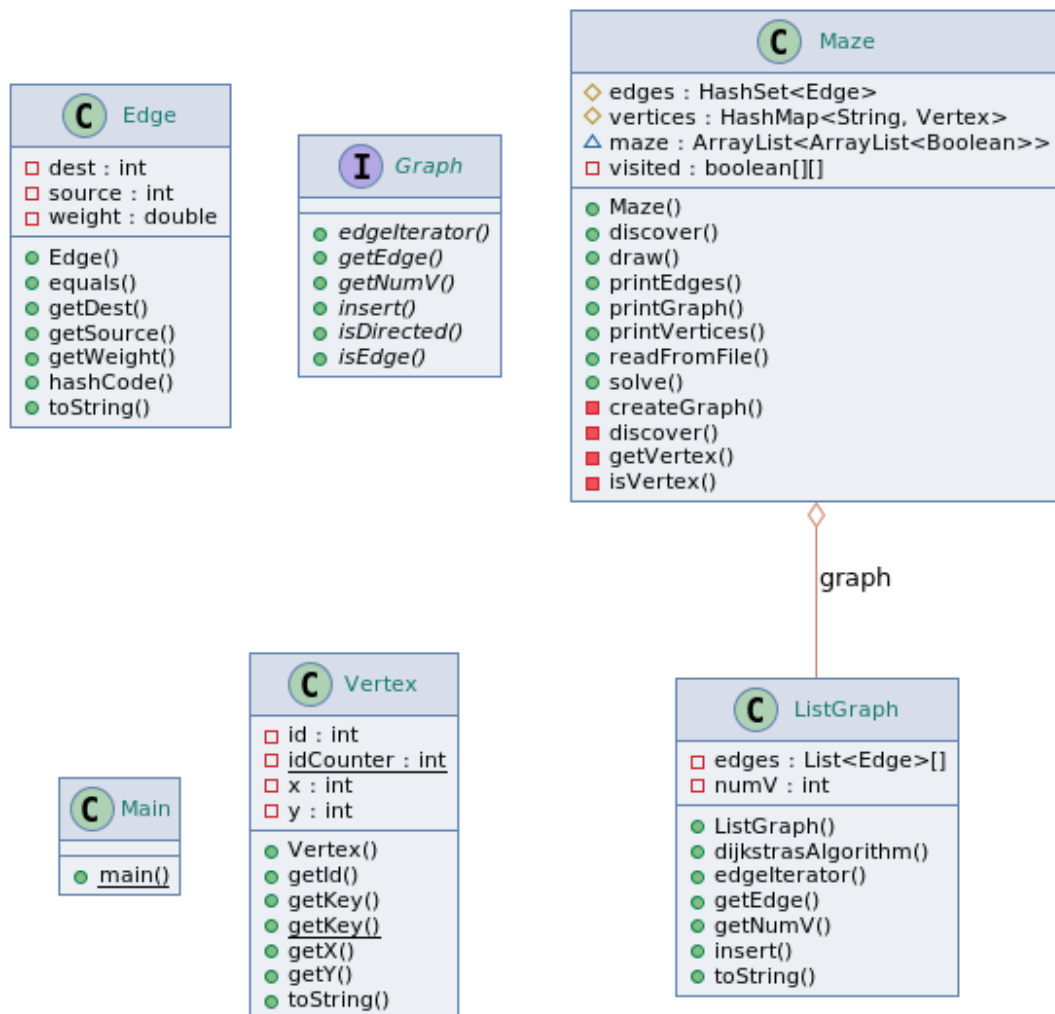 C Edge
dest : int
source : int
weight : double
Edge()
equals()
getDest()
getSource()
getWeight()
hashCode()
toString()
I Graph
edgeIterator()
getEdge()
getNumV()
insert()
isDirected()
isEdge()
C Maze
edges : HashSet<Edge>
vertices : HashMap<String, Vertex>
maze : ArrayList<ArrayList<Boolean>>
visited : boolean[][]
Maze()
discover()
draw()
printEdges()
printGraph()
printVertices()
readFromFile()
solve()
createGraph()
discover()
getVertex()
isVertex()
graph
C Main
main()
C Vertex
id : int
idCounter : int
x : int
y : int
Vertex()
getId()
getKey()
getKey()
getX()
getY()
toString()
C ListGraph
edges : List<Edge>[]
numV : int
ListGraph()
dijkstrasAlgorithm()
edgeIterator()
getEdge()
getNumV()
insert()
toString()